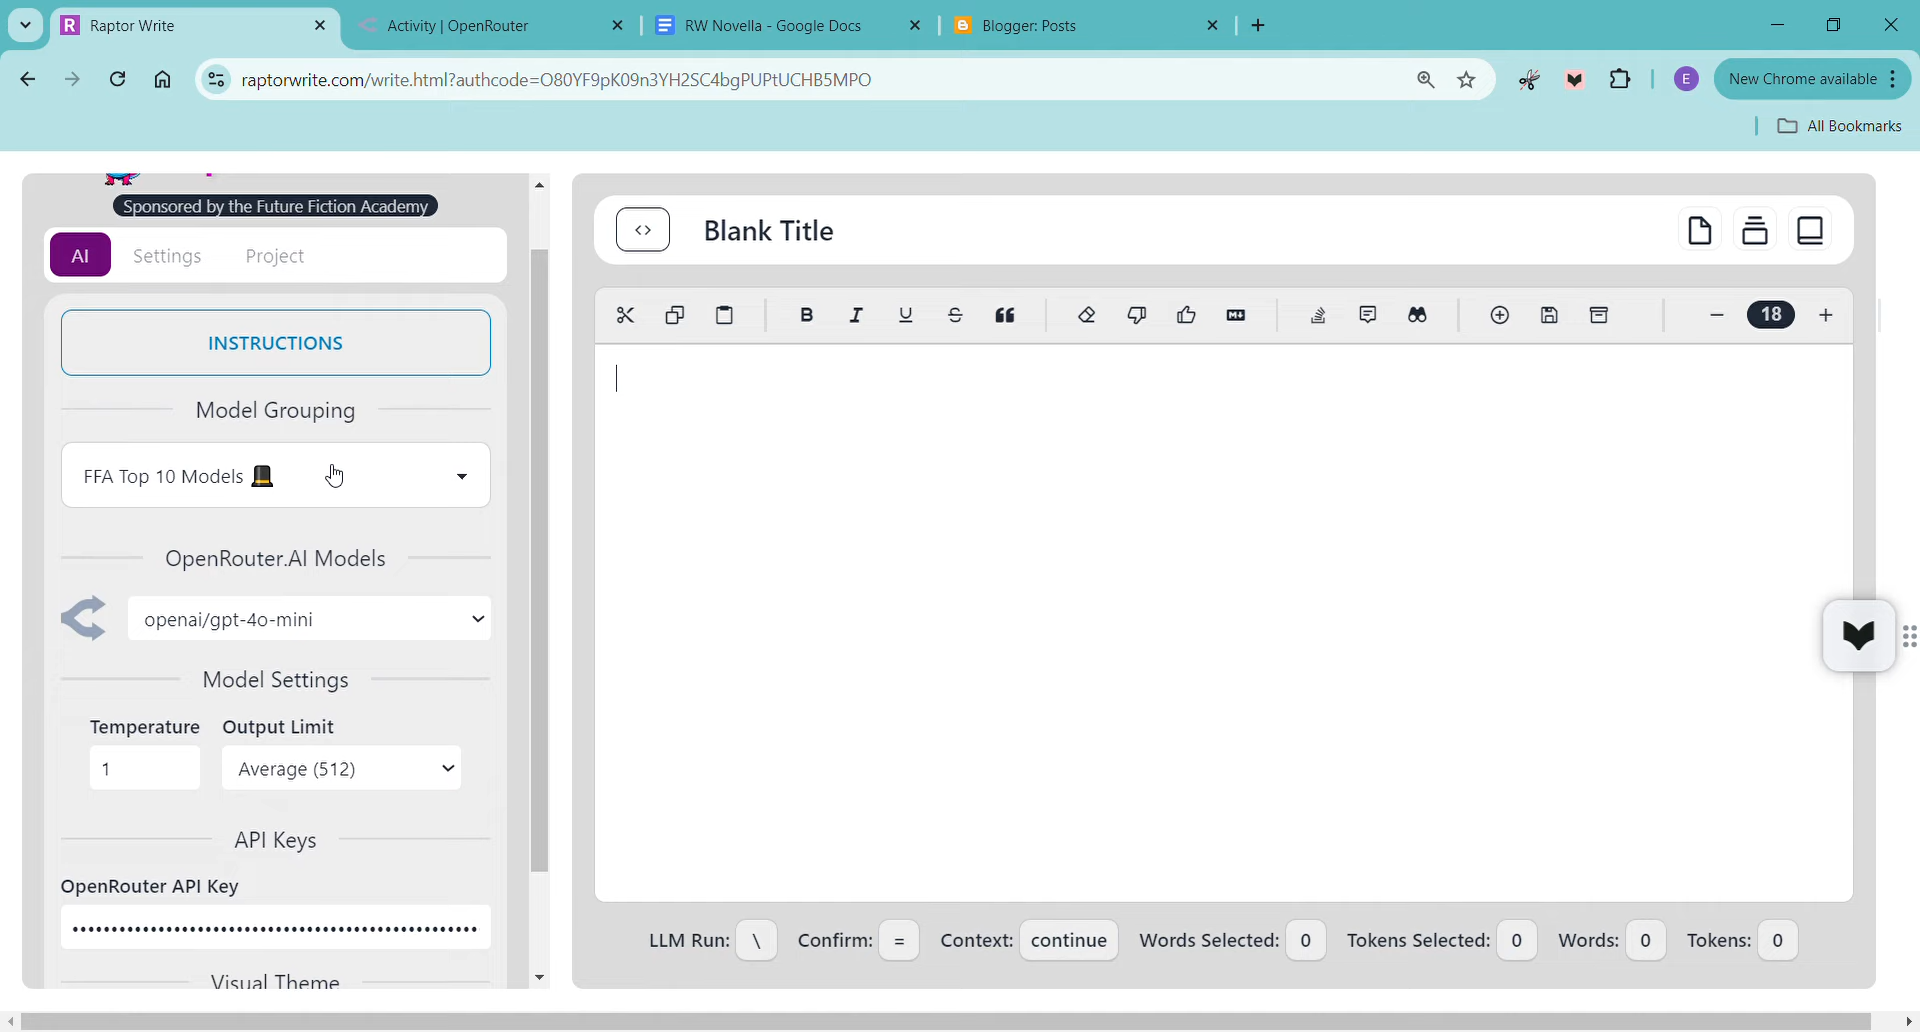 Raptor Write
Activity | OpenRouter
RW Novella - Google Docs
Blogger: Posts
raptorwrite.com/write.html?authcode=O80YF9pK09n3YH2SC4bgPUPtUCHB5MPO
E
New Chrome available
All Bookmarks
Sponsored by the Future Fiction Academy
AI Settings Project
Blank Title
INSTRUCTIONS
18
Model Grouping
FFA Top 10 Models
OpenRouter.AI Models
openai/gpt-4o-mini
Model Settings
Temperature Output Limit
1 Average (512)
API Keys
OpenRouter API Key
Visual Theme
LLM Run: \ Confirm: = Context: continue Words Selected: 0 Tokens Selected: 0 Words: 0 Tokens: 0